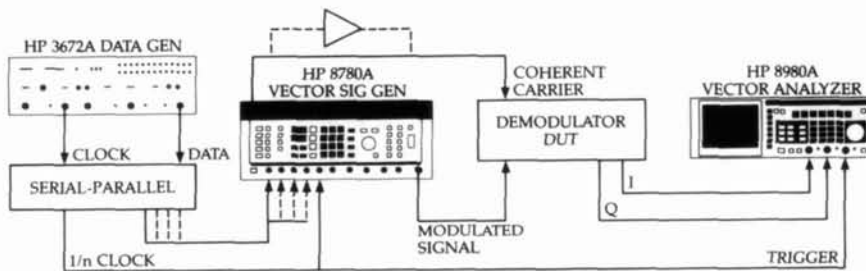 HP 3672A DATA GEN
HP 8780A
VECTOR SIG GEN
COHERENT
CARRIER
HP 8980A
VECTOR ANALYZER
DEMODULATOR
DUT
CLOCK
DATA
SERIAL-PARALLEL
I
Q
MODULATED
SIGNAL
1/n CLOCK
TRIGGER